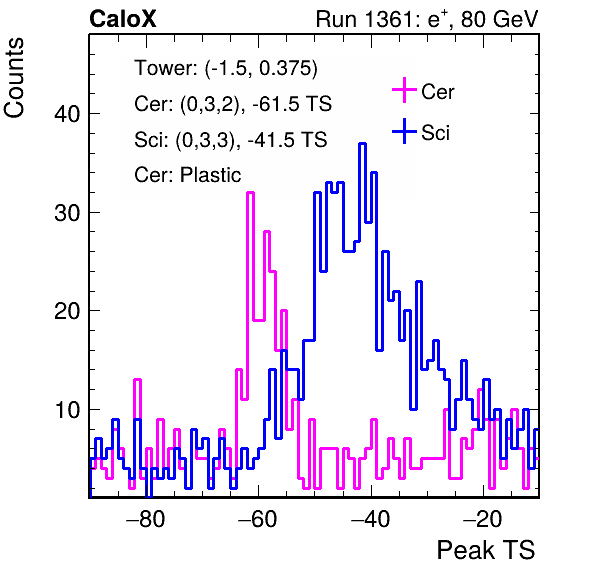 CaloX Run 1361: e⁺, 80 GeV
Counts
Tower: (-1.5, 0.375)
Cer: (0,3,2), -61.5 TS
Sci: (0,3,3), -41.5 TS
Cer: Plastic
Cer
Sci
40
30
20
10
−80 −60 −40 −20
Peak TS